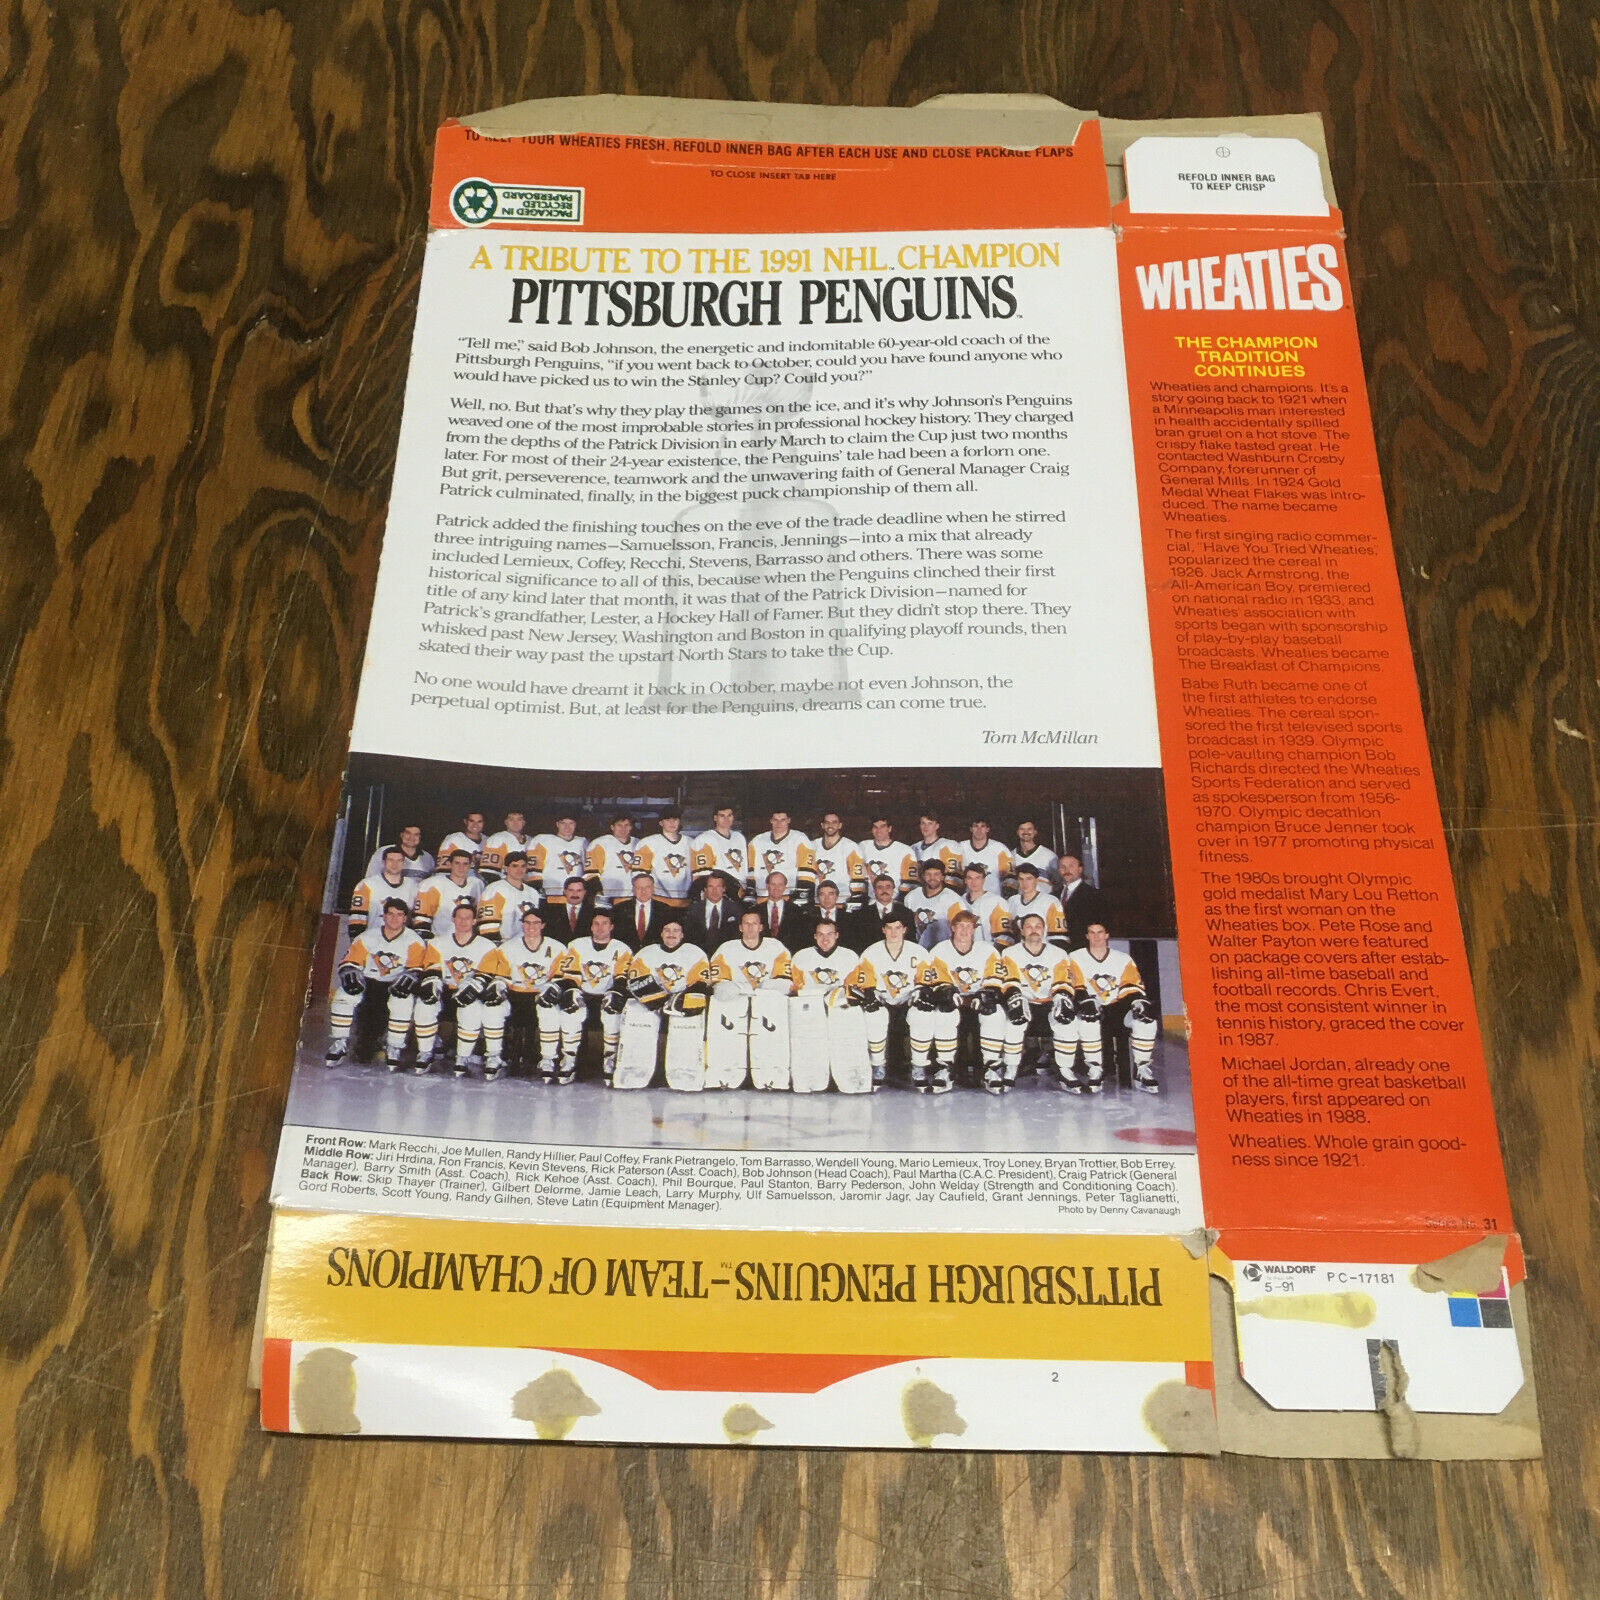 TO KEEP YOUR WHEATIES FRESH, REFOLD INNER BAG AFTER EACH USE AND CLOSE PACKAGE FLAPS
TO CLOSE INSERT TAB HERE
PACKAGED IN
RECYCLED
PAPERBOARD
A TRIBUTE TO THE 1991 NHL™ CHAMPION
PITTSBURGH PENGUINS™
“Tell me,” said Bob Johnson, the energetic and indomitable 60-year-old coach of the
Pittsburgh Penguins, “if you went back to October, could you have found anyone who
would have picked us to win the Stanley Cup? Could you?”
Well, no. But that’s why they play the games on the ice, and it’s why Johnson’s Penguins
weaved one of the most improbable stories in professional hockey history. They charged
from the depths of the Patrick Division in early March to claim the Cup just two months
later. For most of their 24-year existence, the Penguins’ tale had been a forlorn one.
But grit, perseverence, teamwork and the unwavering faith of General Manager Craig
Patrick culminated, finally, in the biggest puck championship of them all.
Patrick added the finishing touches on the eve of the trade deadline when he stirred
three intriguing names—Samuelsson, Francis, Jennings—into a mix that already
included Lemieux, Coffey, Recchi, Stevens, Barrasso and others. There was some
historical significance to all of this, because when the Penguins clinched their first
title of any kind later that month, it was that of the Patrick Division—named for
Patrick’s grandfather, Lester, a Hockey Hall of Famer. But they didn’t stop there. They
whisked past New Jersey, Washington and Boston in qualifying playoff rounds, then
skated their way past the upstart North Stars to take the Cup.
No one would have dreamt it back in October, maybe not even Johnson, the
perpetual optimist. But, at least for the Penguins, dreams can come true.
Tom McMillan
Front Row: Mark Recchi, Joe Mullen, Randy Hillier, Paul Coffey, Frank Pietrangelo, Tom Barrasso, Wendell Young, Mario Lemieux, Troy Loney, Bryan Trottier, Bob Errey.
Middle Row: Jiri Hrdina, Ron Francis, Kevin Stevens, Rick Paterson (Asst. Coach), Bob Johnson (Head Coach), Paul Martha (C.A.C. President), Craig Patrick (General
Manager), Barry Smith (Asst. Coach), Rick Kehoe (Asst. Coach), Phil Bourque, Paul Stanton, Barry Pederson, John Welday (Strength and Conditioning Coach).
Back Row: Skip Thayer (Trainer), Gilbert Delorme, Jamie Leach, Larry Murphy, Ulf Samuelsson, Jaromir Jagr, Jay Caufield, Grant Jennings, Peter Taglianetti,
Gord Roberts, Scott Young, Randy Gilhen, Steve Latin (Equipment Manager).
Photo by Denny Cavanaugh
PITTSBURGH PENGUINS™—TEAM OF CHAMPIONS
2
REFOLD INNER BAG
TO KEEP CRISP
WHEATIES®
THE CHAMPION
TRADITION
CONTINUES
Wheaties and champions. It’s a
story going back to 1921 when
a Minneapolis man interested
in health accidentally spilled
bran gruel on a hot stove. The
crispy flake tasted great. He
contacted Washburn Crosby
Company, forerunner of
General Mills. In 1924 Gold
Medal Wheat Flakes was intro-
duced. The name became
Wheaties.
The first singing radio commer-
cial, “Have You Tried Wheaties,”
popularized the cereal in
1926. Jack Armstrong, the
All-American Boy, premiered
on national radio in 1933, and
Wheaties’ association with
sports began with sponsorship
of play-by-play baseball
broadcasts. Wheaties became
The Breakfast of Champions.
Babe Ruth became one of
the first athletes to endorse
Wheaties. The cereal spon-
sored the first televised sports
broadcast in 1939. Olympic
pole-vaulting champion Bob
Richards directed the Wheaties
Sports Federation and served
as spokesperson from 1956-
1970. Olympic decathlon
champion Bruce Jenner took
over in 1977 promoting physical
fitness.
The 1980s brought Olympic
gold medalist Mary Lou Retton
as the first woman on the
Wheaties box. Pete Rose and
Walter Payton were featured
on package covers after estab-
lishing all-time baseball and
football records. Chris Evert,
the most consistent winner in
tennis history, graced the cover
in 1987.
Michael Jordan, already one
of the all-time great basketball
players, first appeared on
Wheaties in 1988.
Wheaties. Whole grain good-
ness since 1921.
Series No. 31
WALDORF
5-91
PC-17181